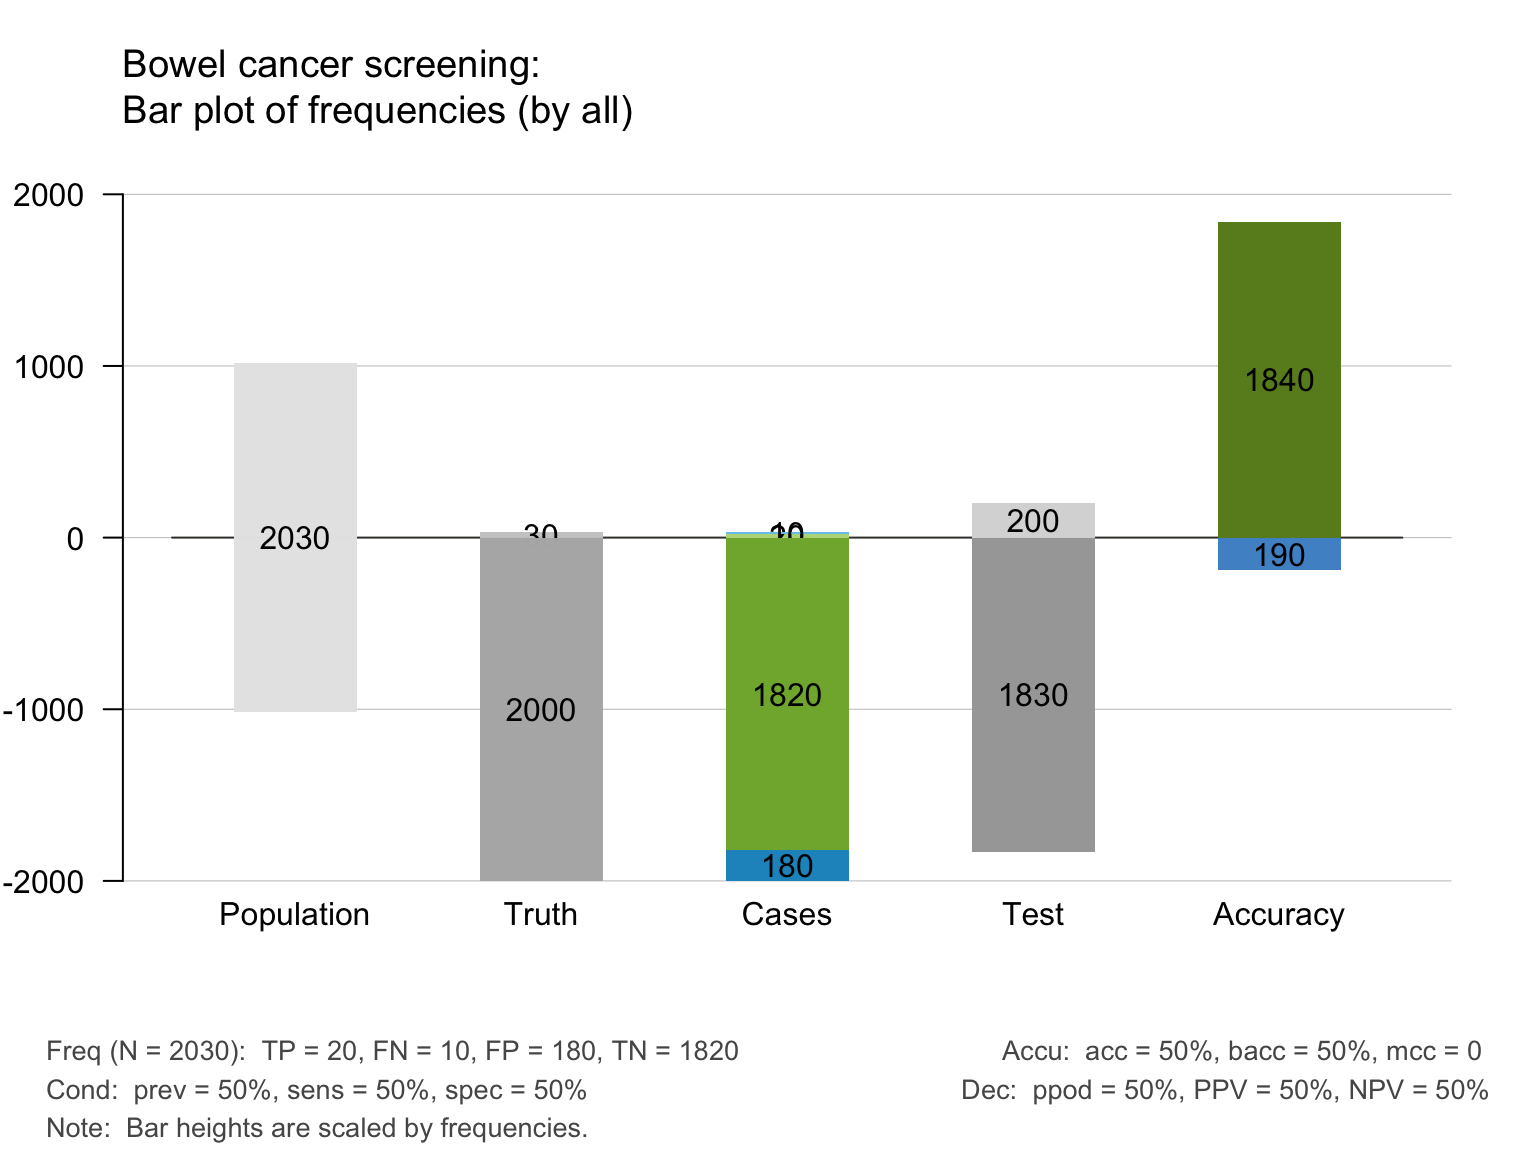 Bowel cancer screening:
Bar plot of frequencies (by all)
2000
1000
0
-1000
-2000
2030
30
2000
10
1820
180
200
1830
1840
190
Population
Truth
Cases
Test
Accuracy
Freq (N = 2030): TP = 20, FN = 10, FP = 180, TN = 1820
Cond: prev = 50%, sens = 50%, spec = 50%
Note: Bar heights are scaled by frequencies.
Accu: acc = 50%, bacc = 50%, mcc = 0
Dec: ppod = 50%, PPV = 50%, NPV = 50%